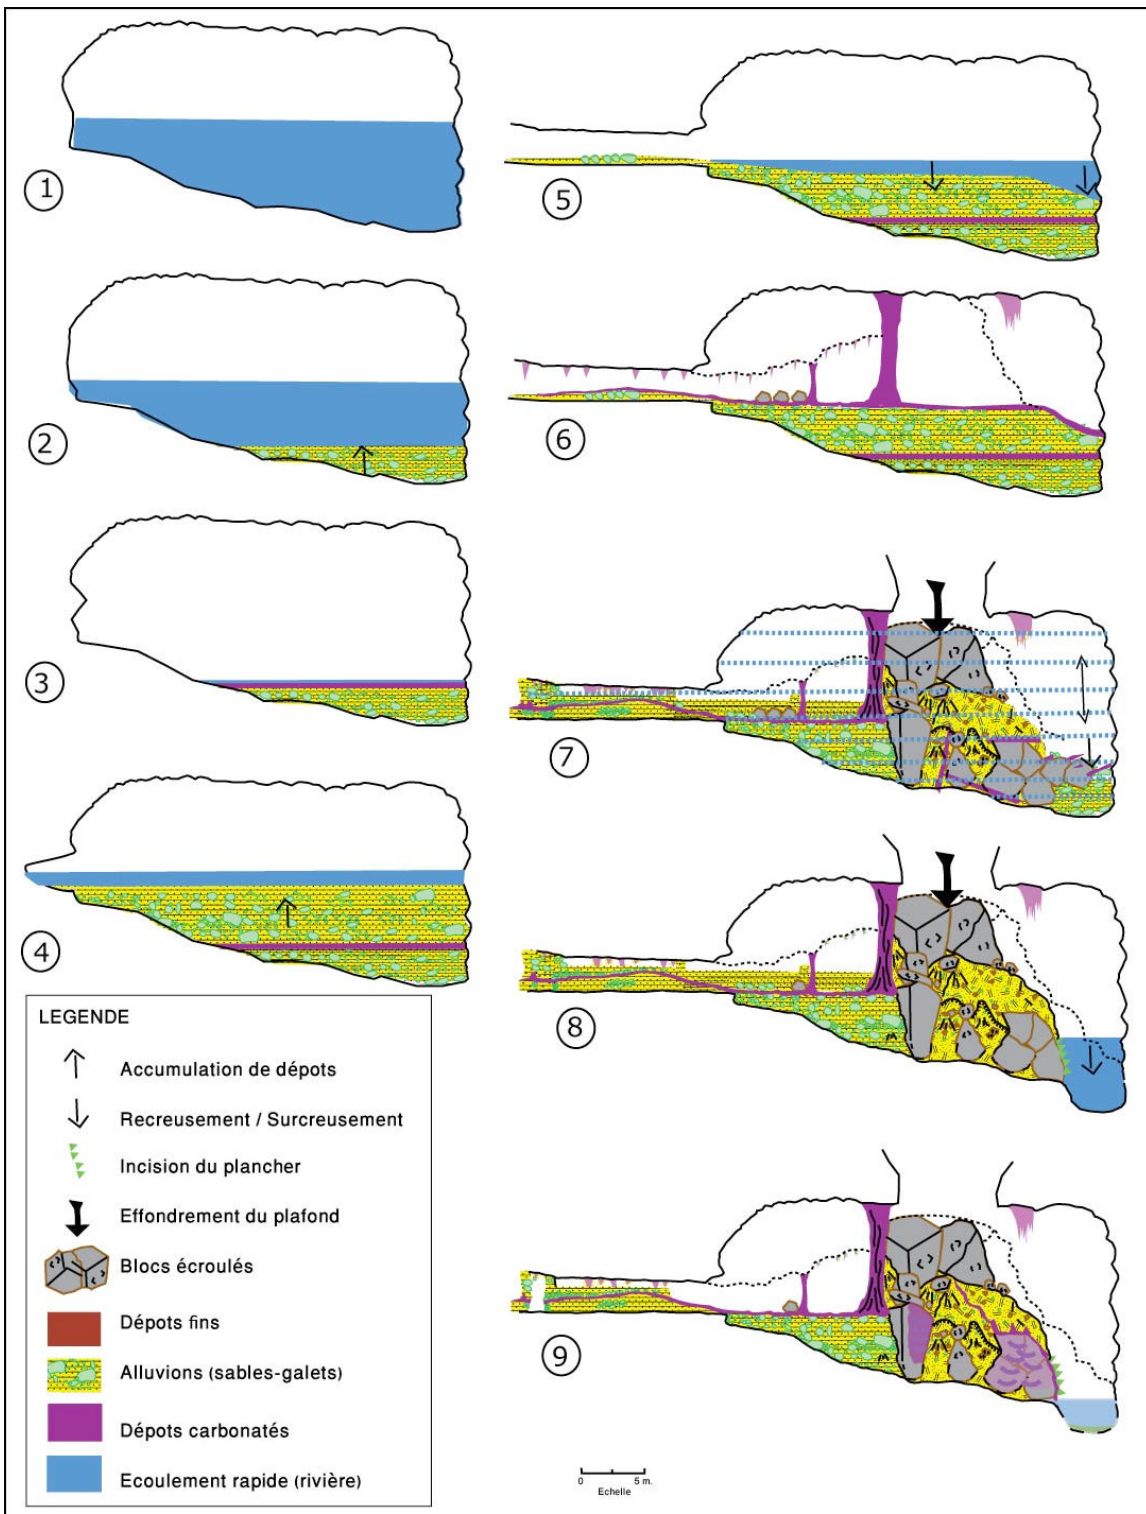 1
2
3
4
5
6
7
8
9
LEGENDE
Accumulation de dépots
Recreusement / Surcreusement
Incision du plancher
Effondrement du plafond
Blocs écroulés
Dépots fins
Alluvions (sables-galets)
Dépots carbonatés
Ecoulement rapide (rivière)
0 5 m.
Echelle